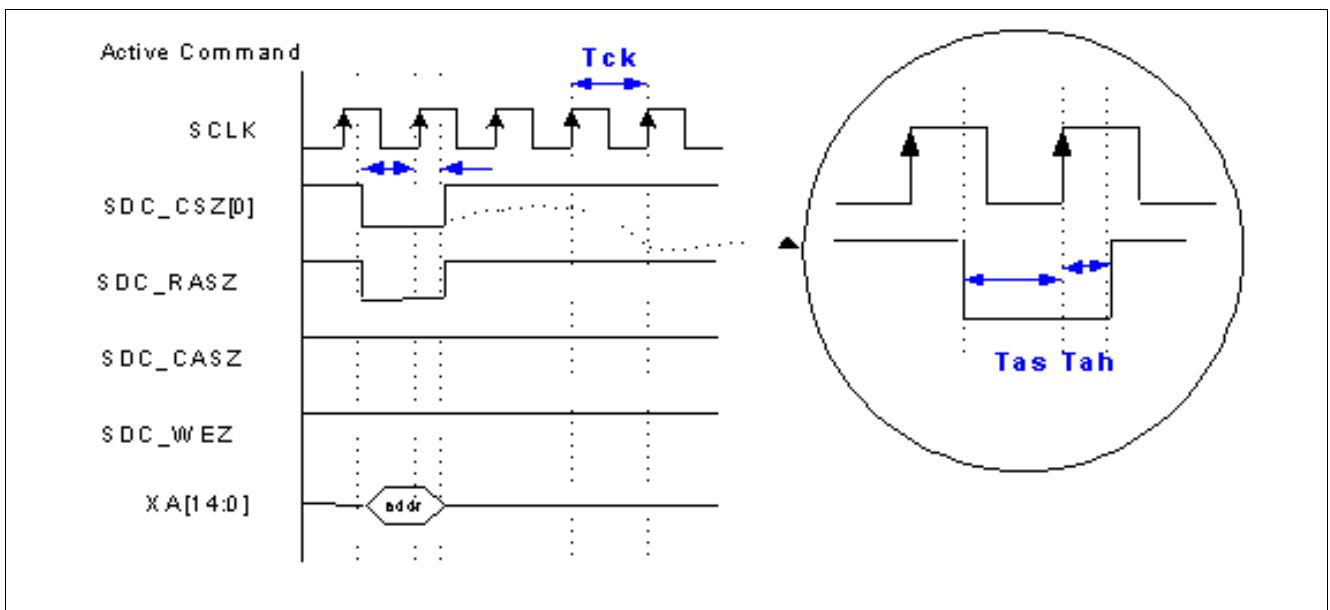 Active Command
Tck
SCLK
SDC_CSZ[0]
SDC_RASZ
SDC_CASZ
SDC_WEZ
XA[14:0]
addr
Tas Tah